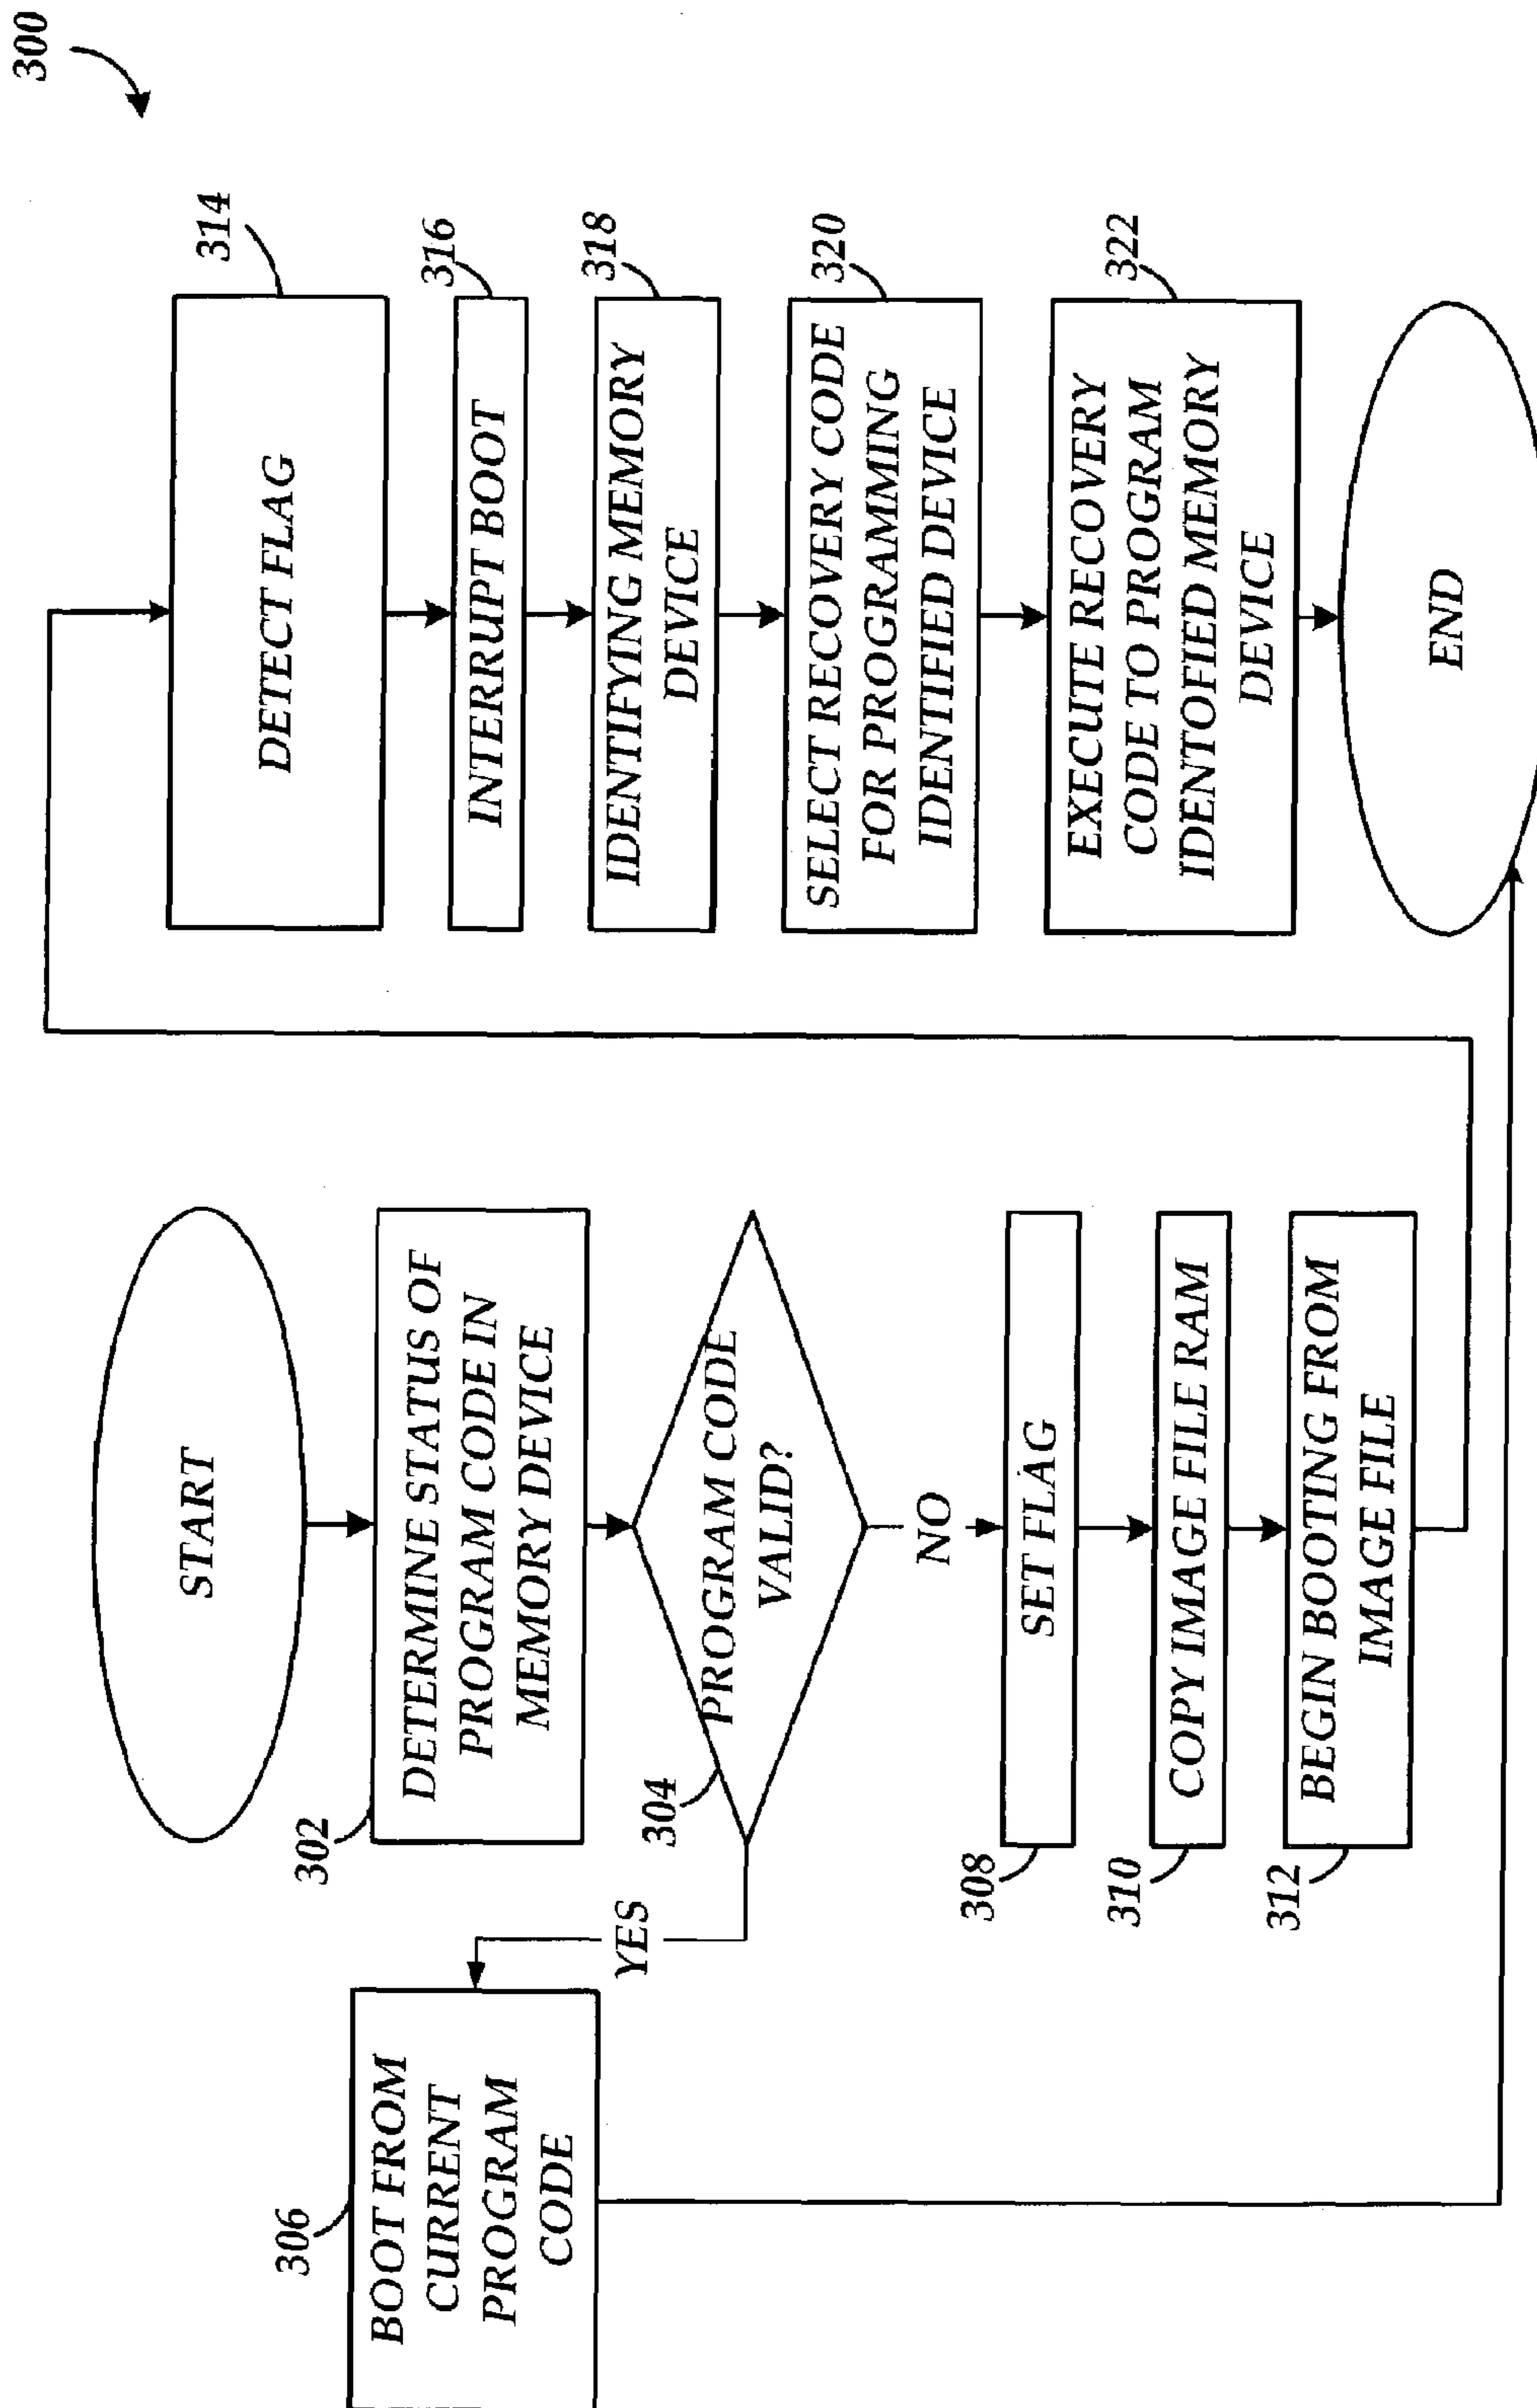 300
START
302
DETERMINE STATUS OF
PROGRAM CODE IN
MEMORY DEVICE
304
PROGRAM CODE
VALID?
YES
306
BOOT FROM
CURRENT
PROGRAM
CODE
NO
308
SET FLAG
310
COPY IMAGE FILE RAM
312
BEGIN BOOTING FROM
IMAGE FILE
314
DETECT FLAG
316
INTERRUPT BOOT
318
IDENTIFYING MEMORY
DEVICE
320
SELECT RECOVERY CODE
FOR PROGRAMMING
IDENTIFIED DEVICE
322
EXECUTE RECOVERY
CODE TO PROGRAM
IDENTOFIED MEMORY
DEVICE
END